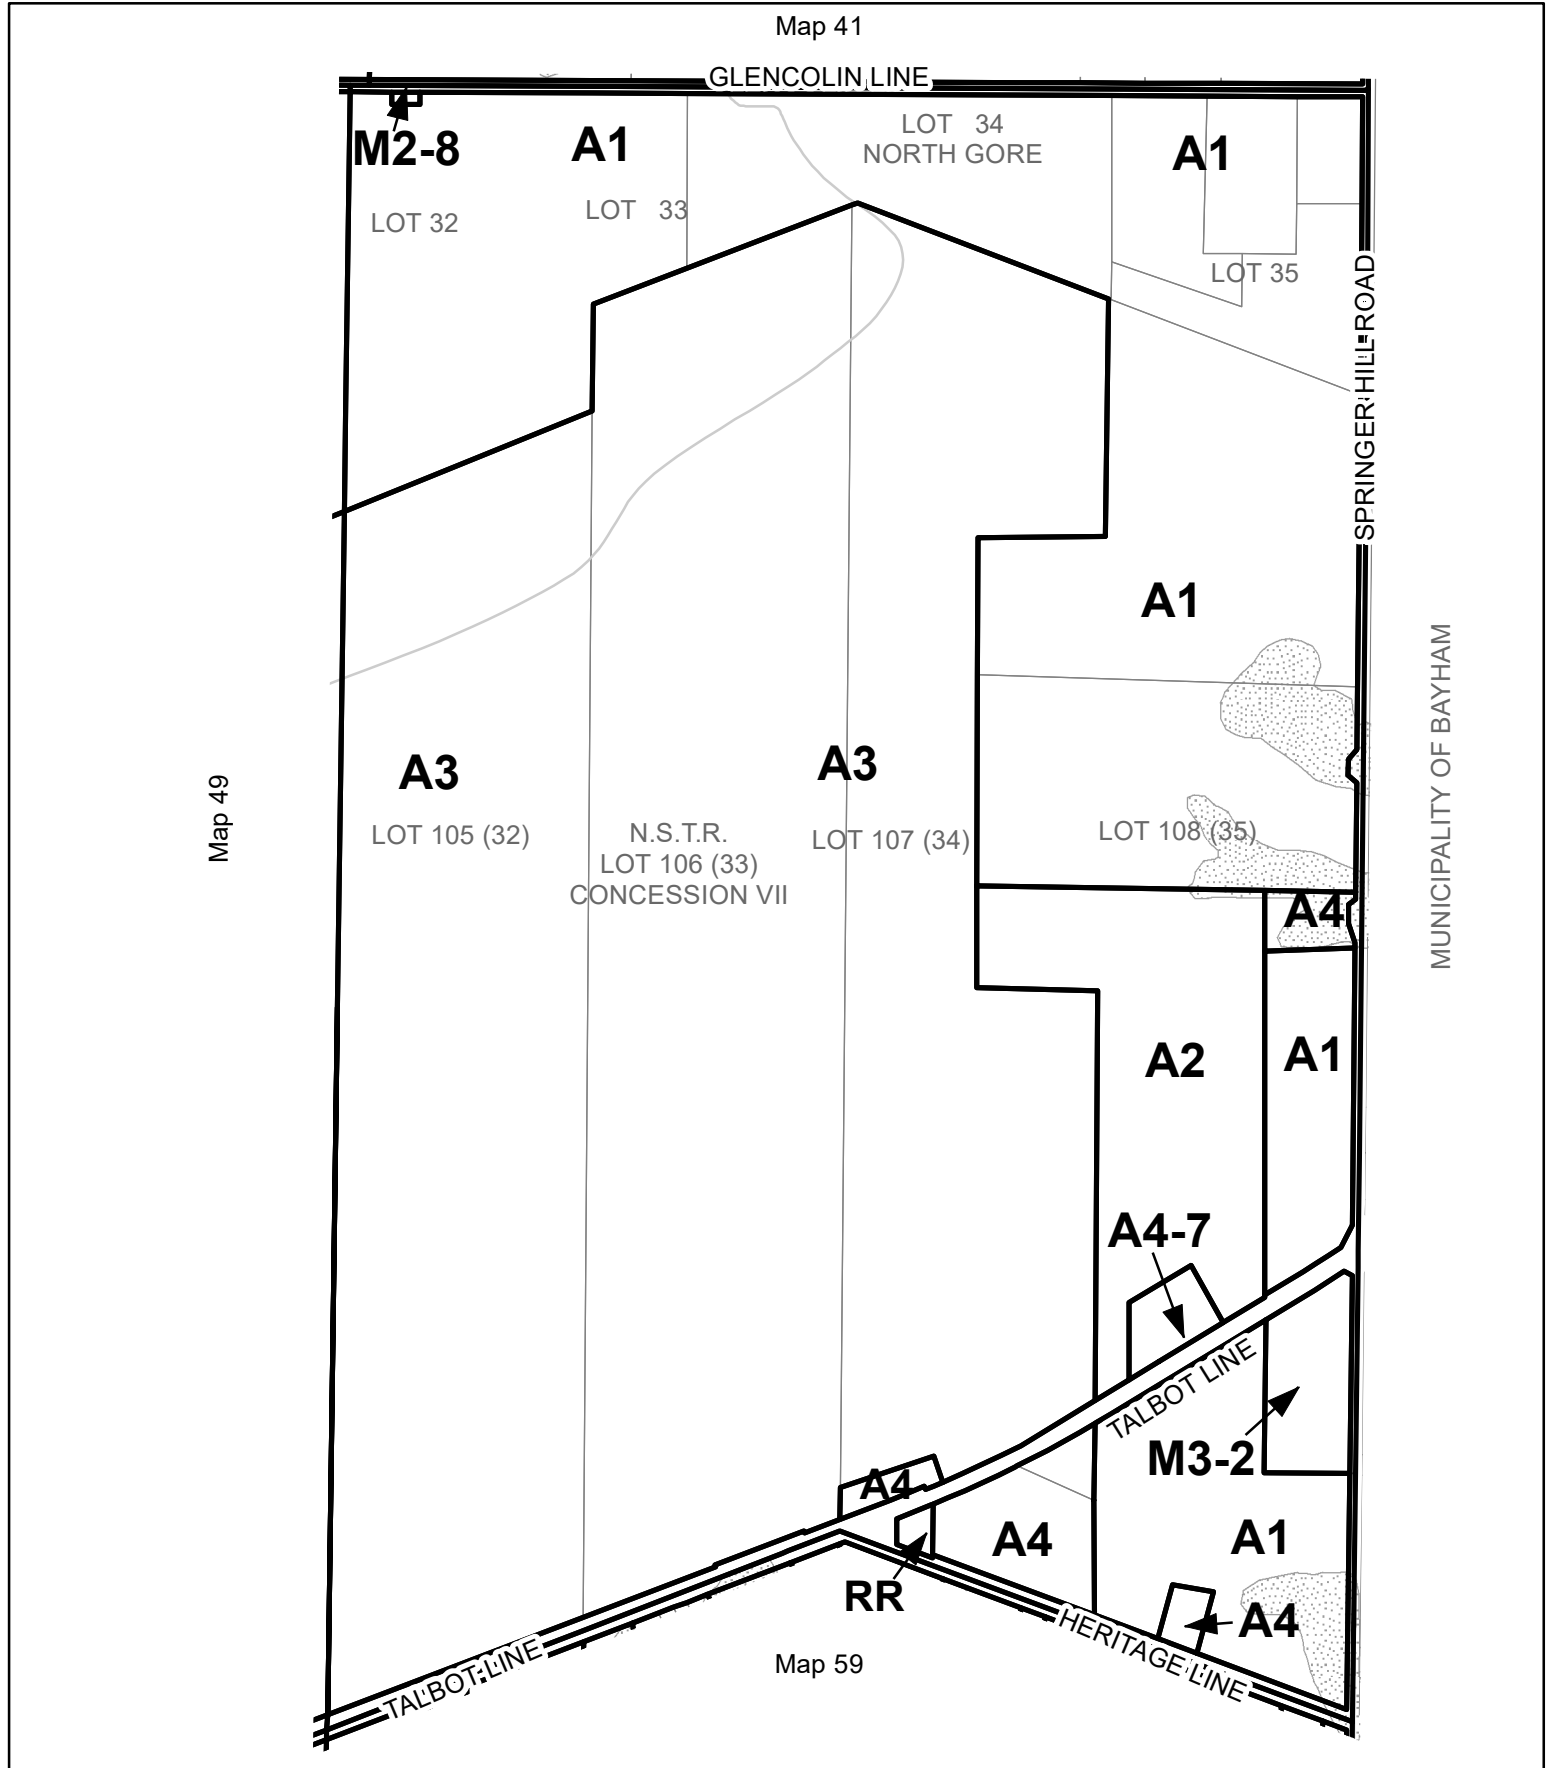 Map 41
GLENCOLIN LINE
M2-8
A1
LOT 34
NORTH GORE
A1
LOT 32
LOT 33
LOT 35
SPRINGER HILL ROAD
A1
MUNICIPALITY OF BAYHAM
Map 49
A3
A3
LOT 105 (32)
N.S.T.R.
LOT 106 (33)
CONCESSION VII
LOT 107 (34)
LOT 108 (35)
A4
A2
A1
A4-7
TALBOT LINE
M3-2
A4
A4
A1
RR
A4
HERITAGE LINE
TALBOT LINE
Map 59